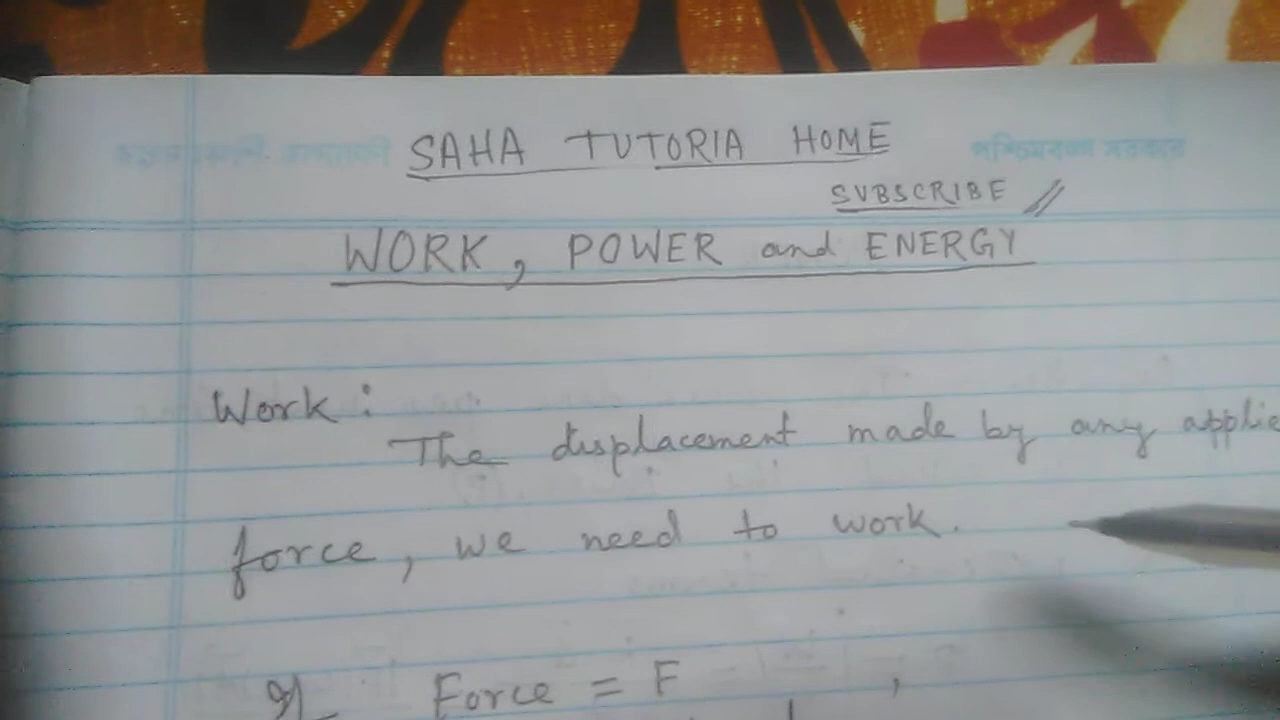 SAHA TUTORIA HOME
SUBSCRIBE //
WORK, POWER and ENERGY
Work:
The displacement made by any applie
force, we need to work.
Force = F ,